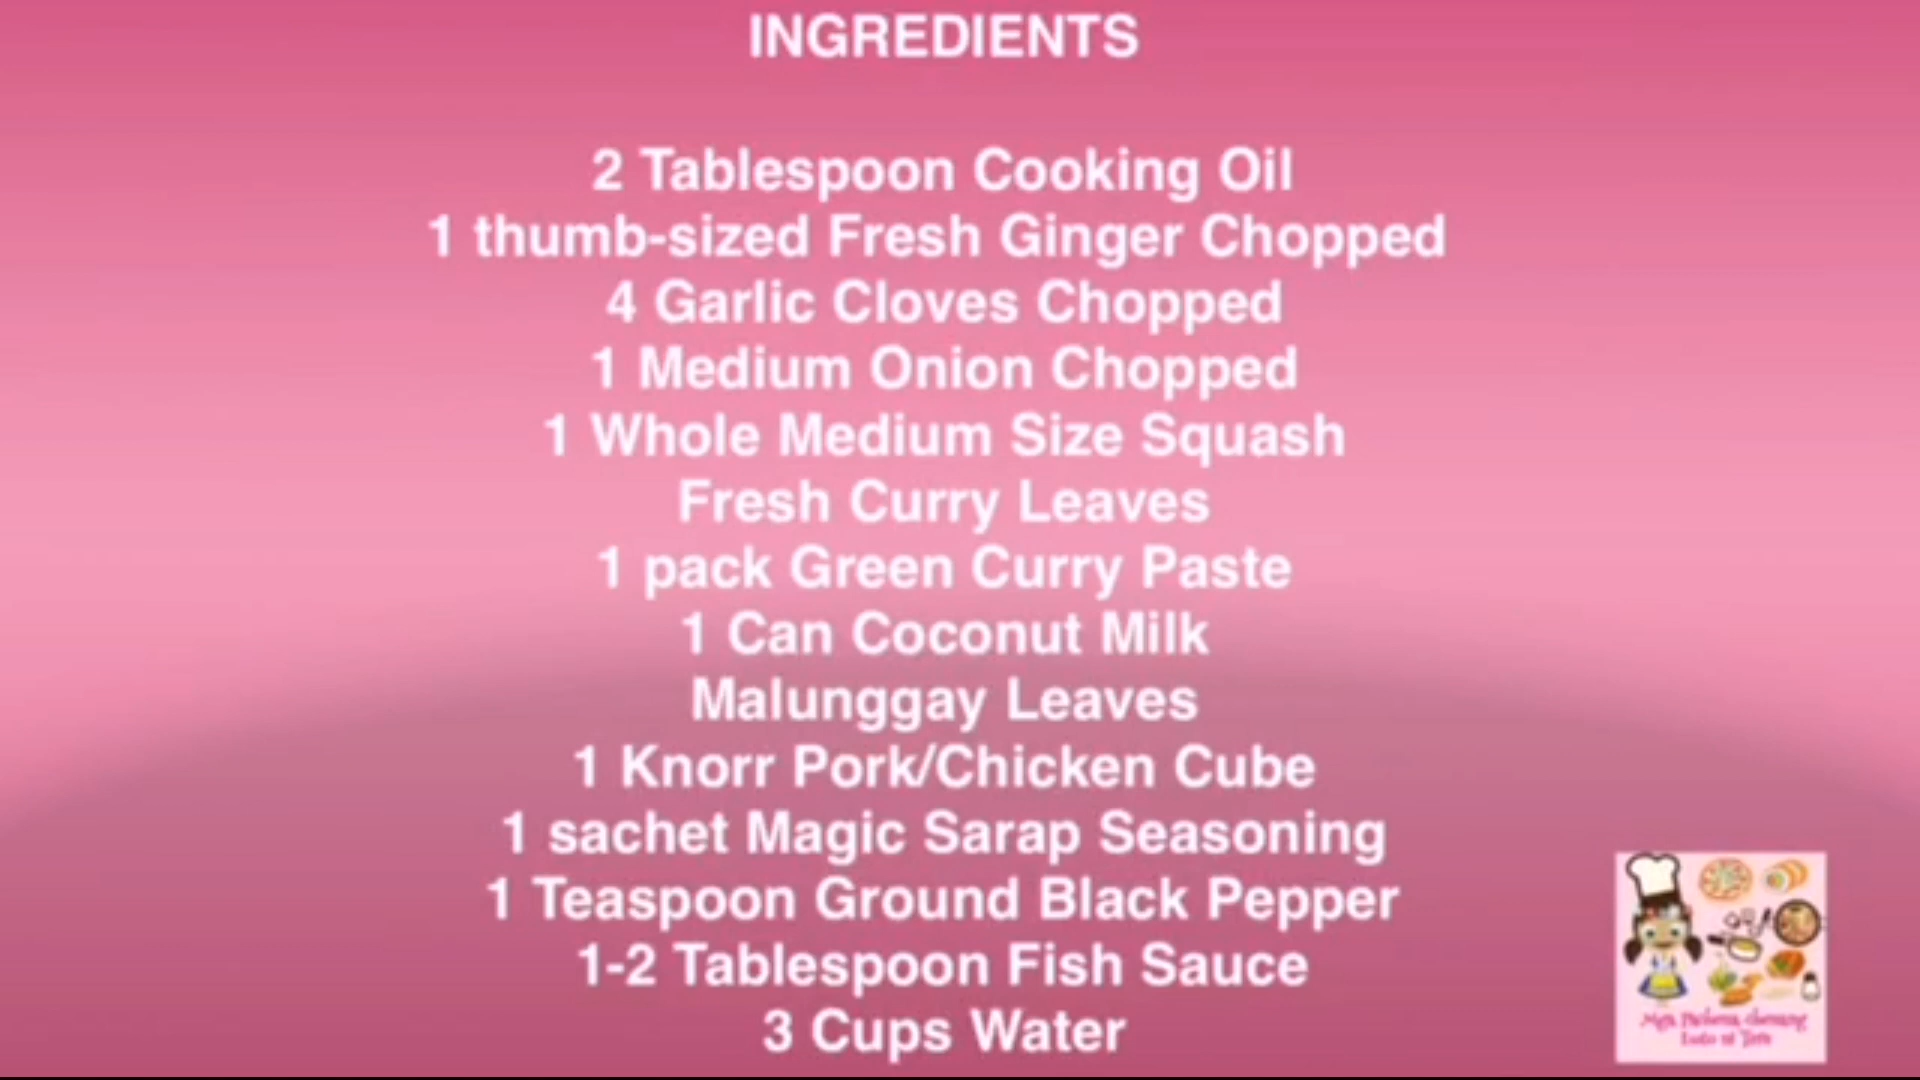 INGREDIENTS
2 Tablespoon Cooking Oil
1 thumb-sized Fresh Ginger Chopped
4 Garlic Cloves Chopped
1 Medium Onion Chopped
1 Whole Medium Size Squash
Fresh Curry Leaves
1 pack Green Curry Paste
1 Can Coconut Milk
Malunggay Leaves
1 Knorr Pork/Chicken Cube
1 sachet Magic Sarap Seasoning
1 Teaspoon Ground Black Pepper
1-2 Tablespoon Fish Sauce
3 Cups Water
Mga